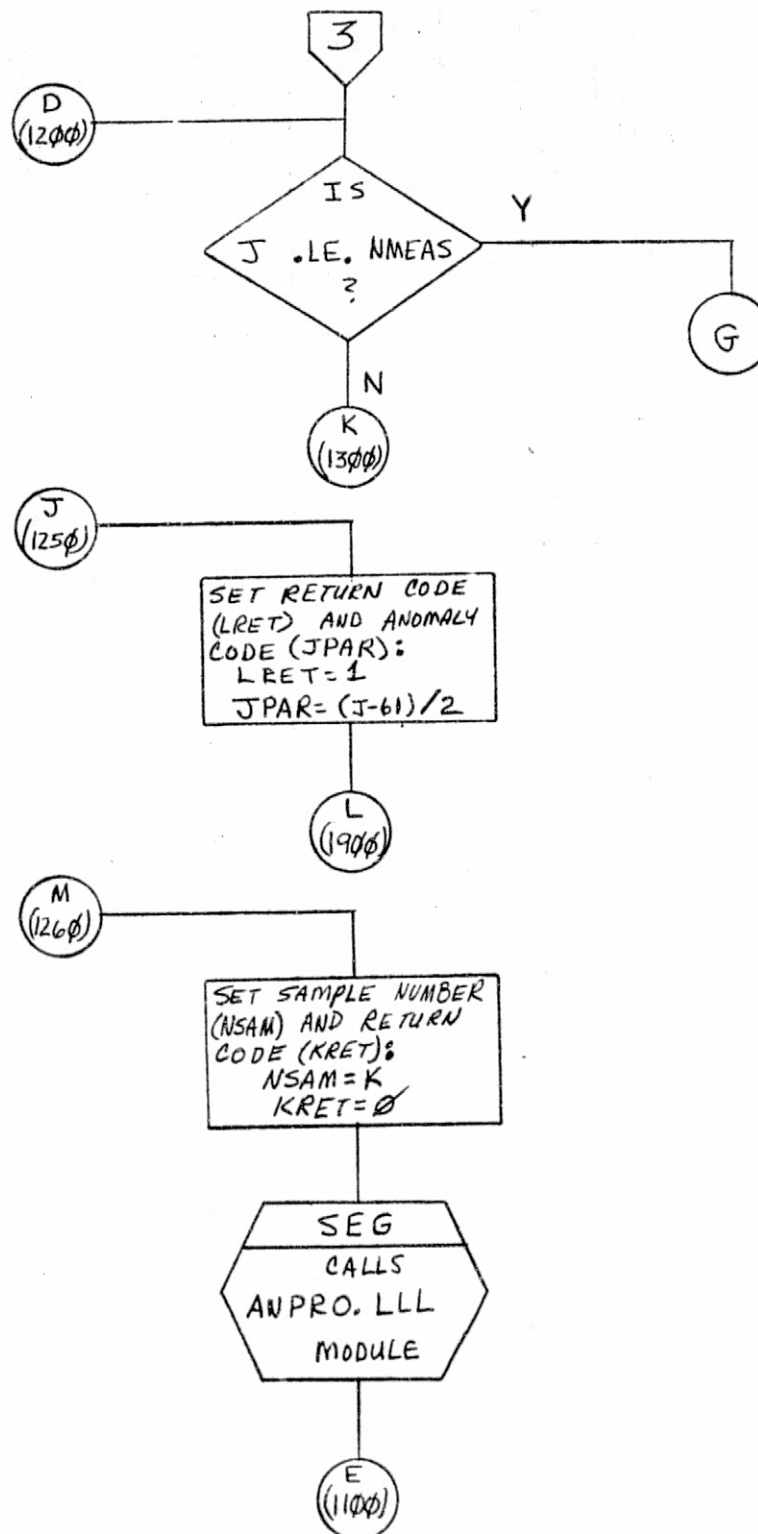 3
D
(12ØØ)
IS
J .LE. NMEAS
?
Y
G
N
K
(13ØØ)
J
(125Ø)
SET RETURN CODE
(LRET) AND ANOMALY
CODE (JPAR):
LRET=1
JPAR=(J-61)/2
L
(19ØØ)
M
(126Ø)
SET SAMPLE NUMBER
(NSAM) AND RETURN
CODE (KRET):
NSAM=K
KRET=Ø
SEG
CALLS
ANPRO.LLL
MODULE
E
(11ØØ)